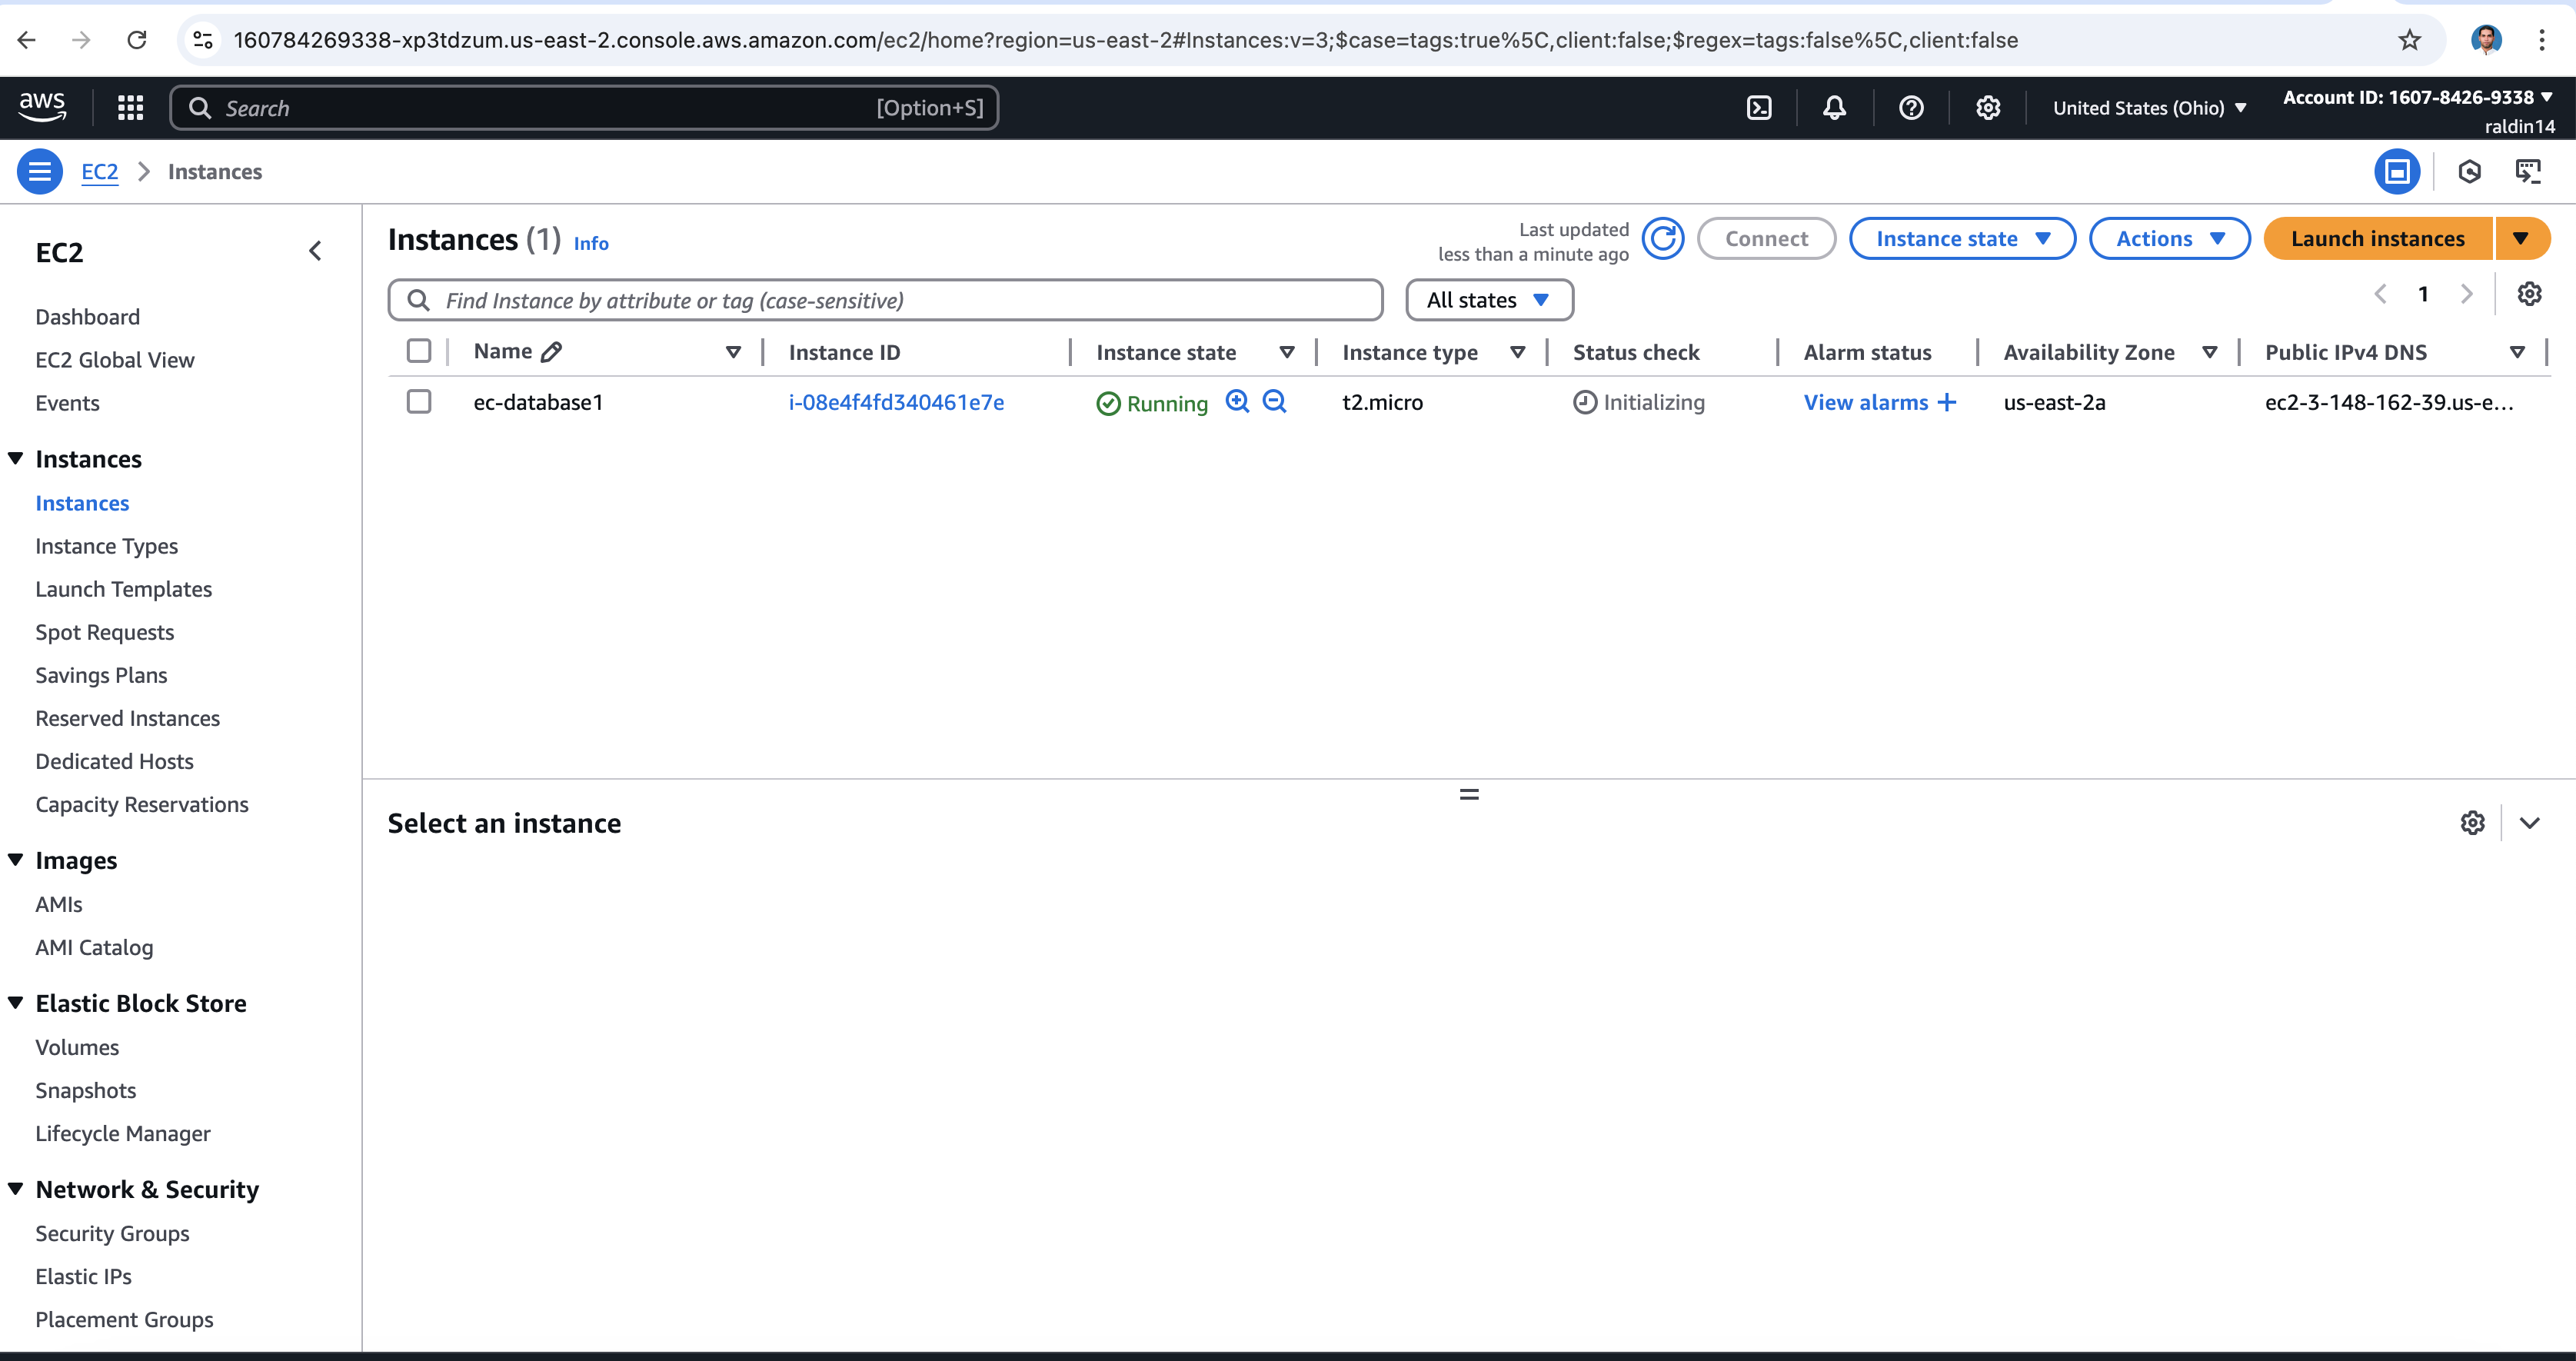 160784269338-xp3tdzum.us-east-2.console.aws.amazon.com/ec2/home?region=us-east-2#Instances:v=3;$case=tags:true%5C,client:false;$regex=tags:false%5C,client:false
aws
Search
[Option+S]
United States (Ohio)
Account ID: 1607-8426-9338
raldin14
EC2
Instances
EC2
Dashboard
EC2 Global View
Events
Instances
Instances
Instance Types
Launch Templates
Spot Requests
Savings Plans
Reserved Instances
Dedicated Hosts
Capacity Reservations
Images
AMIs
AMI Catalog
Elastic Block Store
Volumes
Snapshots
Lifecycle Manager
Network & Security
Security Groups
Elastic IPs
Placement Groups
Instances (1) Info
Last updated
less than a minute ago
Connect
Instance state
Actions
Launch instances
Find Instance by attribute or tag (case-sensitive)
All states
1
Name Instance ID Instance state Instance type Status check Alarm status Availability Zone Public IPv4 DNS
ec-database1 i-08e4f4fd340461e7e Running t2.micro Initializing View alarms + us-east-2a ec2-3-148-162-39.us-e...
Select an instance